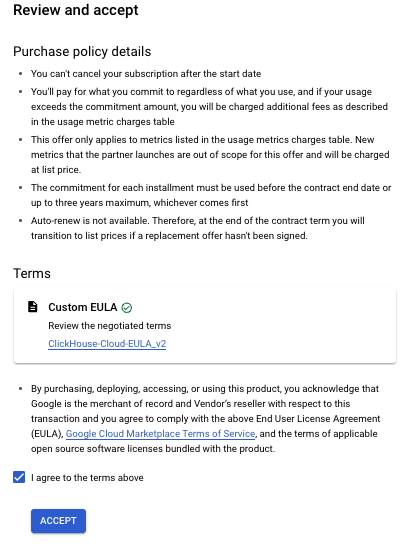 Review and accept
Purchase policy details
You can't cancel your subscription after the start date
You'll pay for what you commit to regardless of what you use, and if your usage
exceeds the commitment amount, you will be charged additional fees as described
in the usage metric charges table
This offer only applies to metrics listed in the usage metrics charges table. New
metrics that the partner launches are out of scope for this offer and will be charged
at list price.
The commitment for each installment must be used before the contract end date or
up to three years maximum, whichever comes first
Auto-renew is not available. Therefore, at the end of the contract term you will
transition to list prices if a replacement offer hasn't been signed.
Terms
Custom EULA
Review the negotiated terms
ClickHouse-Cloud-EULA_v2
By purchasing, deploying, accessing, or using this product, you acknowledge that
Google is the merchant of record and Vendor's reseller with respect to this
transaction and you agree to comply with the above End User License Agreement
(EULA), Google Cloud Marketplace Terms of Service, and the terms of applicable
open source software licenses bundled with the product.
I agree to the terms above
ACCEPT